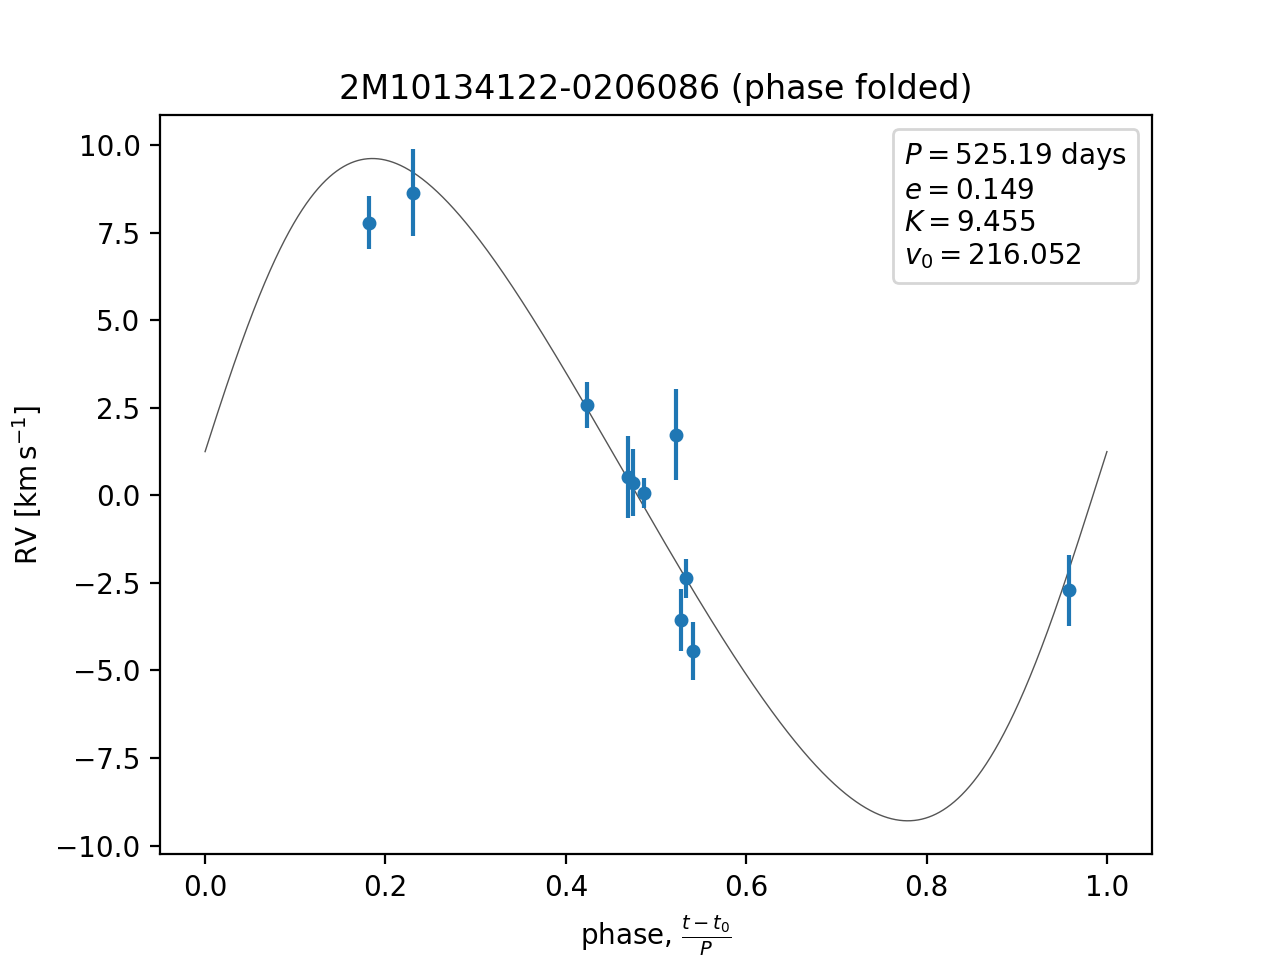 2M10134122-0206086 (phase folded)
P = 525.19 days
e = 0.149
K = 9.455
v₀ = 216.052
10.0
7.5
5.0
2.5
0.0
−2.5
−5.0
−7.5
−10.0
RV [km s⁻¹]
0.0 0.2 0.4 0.6 0.8 1.0
phase, (t − t₀)/P